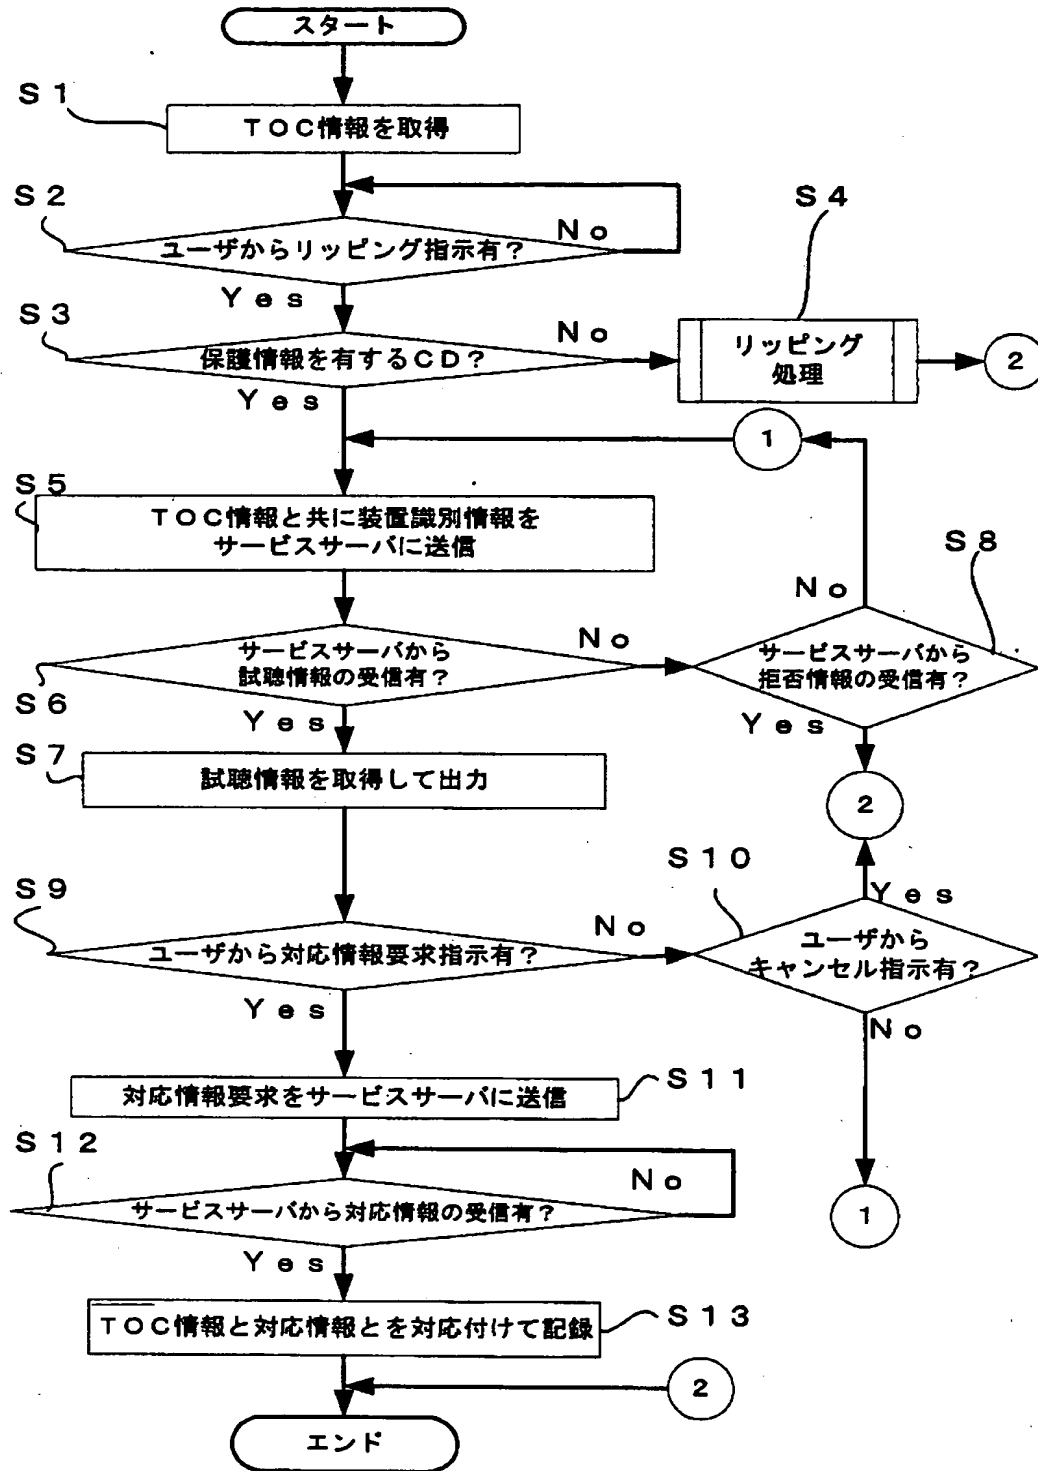 スタート
S1
TOC情報を取得
S2
ユーザからリッピング指示有?
No
Yes
S3
保護情報を有するCD?
No
Yes
S4
リッピング
処理
2
1
S5
TOC情報と共に装置識別情報を
サービスサーバに送信
S6
サービスサーバから
試聴情報の受信有?
No
Yes
S8
サービスサーバから
拒否情報の受信有?
No
Yes
2
S7
試聴情報を取得して出力
S9
ユーザから対応情報要求指示有?
No
Yes
S10
ユーザから
キャンセル指示有?
Yes
No
1
S11
対応情報要求をサービスサーバに送信
S12
サービスサーバから対応情報の受信有?
No
Yes
S13
TOC情報と対応情報とを対応付けて記録
2
エンド